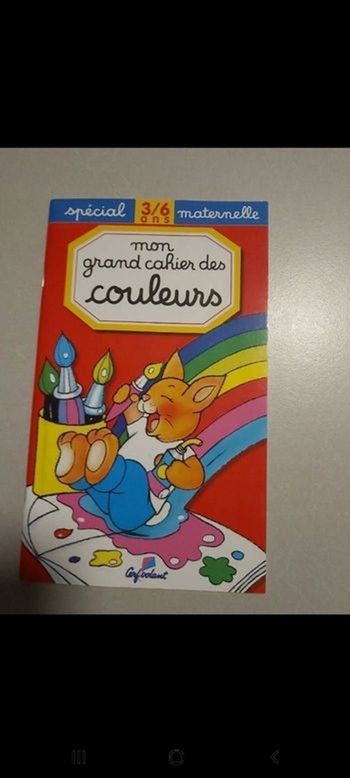 spécial 3/6 ans maternelle
mon
grand cahier des
couleurs
Cerf-volant